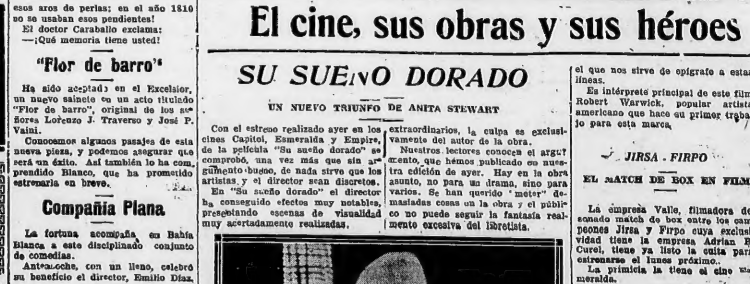 esos aros de perlas; en el año 1810
no se usaban esos pendientes!
El doctor Caraballo exclama:
—¡Qué memoria tiene usted!
"Flor de barro"
Ha sido aceptado en el Excelsior,
un nuevo sainete en un acto titulado
"Flor de barro", original de los se-
ñores Lorenzo J. Traverso y José P.
Vaini.
Conocemos algunos pasajes de esta
nueva pieza, y podemos asegurar que
será un éxito. Así también lo ha com-
prendido Blanco, que ha prometido
estrenarla en breve.
Compañía Plana
La fortuna acompaña en Bahía
Blanca a este disciplinado conjunto
de comedias.
Antenoche, con un lleno, celebró
su beneficio el director, Emilio Díaz,
El cine, sus obras y sus héroes
SU SUEÑO DORADO
UN NUEVO TRIUNFO DE ANITA STEWART
Con el estreno realizado ayer en los
cines Capitol, Esmeralda y Empire,
de la película "Su sueño dorado" se
comprobó, una vez más que sin ar-
gumento bueno, de nada sirve que los
artistas y el director sean discretos.
En "Su sueño dorado" el director
ha conseguido efectos muy notables,
presentando escenas de visualidad
muy acertadamente realizadas.
extraordinarios, la culpa es exclusi-
vamente del autor de la obra.
Nuestros lectores conocen el argu-
mento, que hemos publicado en nues-
tra edición de ayer. Hay en la obra
asunto, no para un drama, sino para
varios. Se han querido "meter" de-
masiadas cosas en la obra y el públi-
co no puede seguir la fantasía real-
mento excesiva del libretista.
el que nos sirve de epígrafe a estas
líneas.
Es intérprete principal de este film
Robert Warwick, popular artista
americano que hace su primer traba-
jo para esta marca.
JIRSA - FIRPO
EL MATCH DE BOX EN FILM
La empresa Valle, filmadora de
sonado match de box entre los cam-
peones Jirsa y Firpo cuya exclusi-
vidad tiene la empresa Adrian
Curel, tiene ya listo la cinta para
estrenarse el lunes próximo.
La primicia la tiene el cine
meralda.